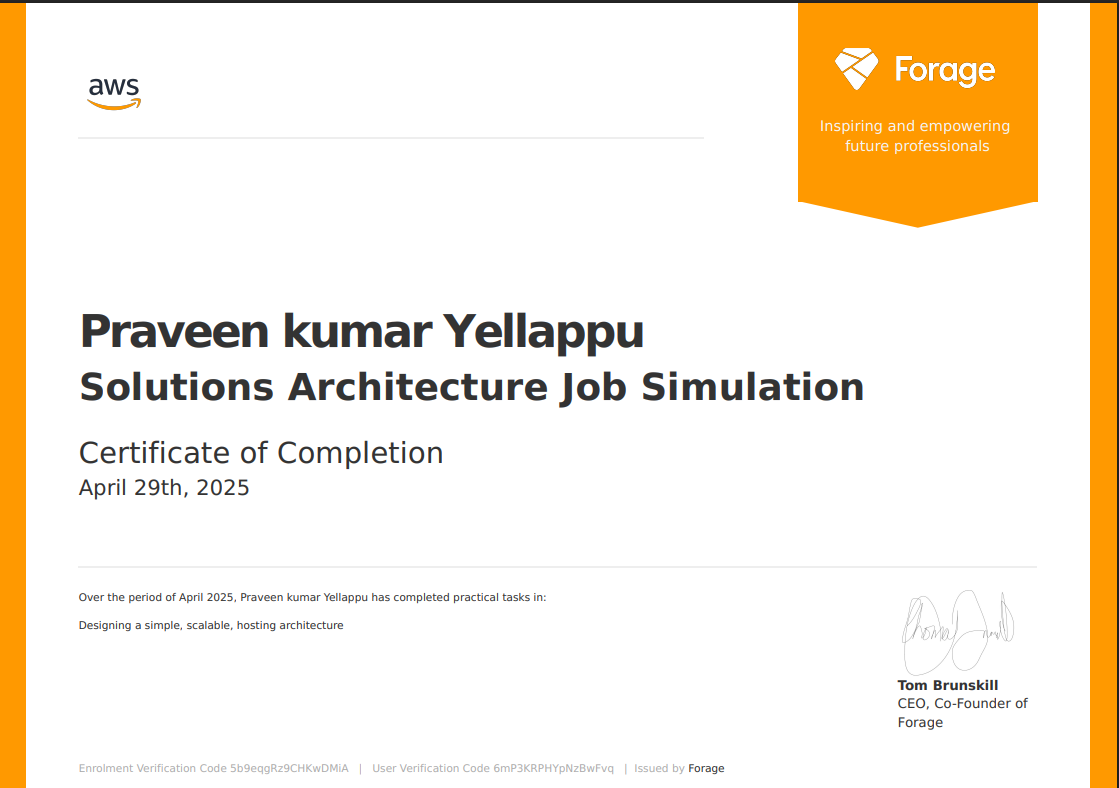 aws
Forage
Inspiring and empowering
future professionals
Praveen kumar Yellappu
Solutions Architecture Job Simulation
Certificate of Completion
April 29th, 2025
Over the period of April 2025, Praveen kumar Yellappu has completed practical tasks in:
Designing a simple, scalable, hosting architecture
Tom Brunskill
CEO, Co-Founder of
Forage
Enrolment Verification Code 5b9eqgRz9CHKwDMiA | User Verification Code 6mP3KRPHYpNzBwFvq | Issued by Forage